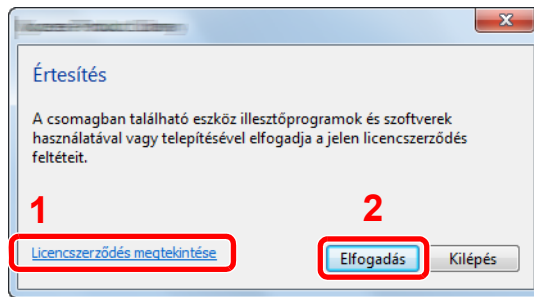 Értesítés
A csomagban található eszköz illesztőprogramok és szoftverek
használatával vagy telepítésével elfogadja a jelen licencszerződés
feltételt.
1
2
Licencszerződés megtekintése
Elfogadás
Kilépés